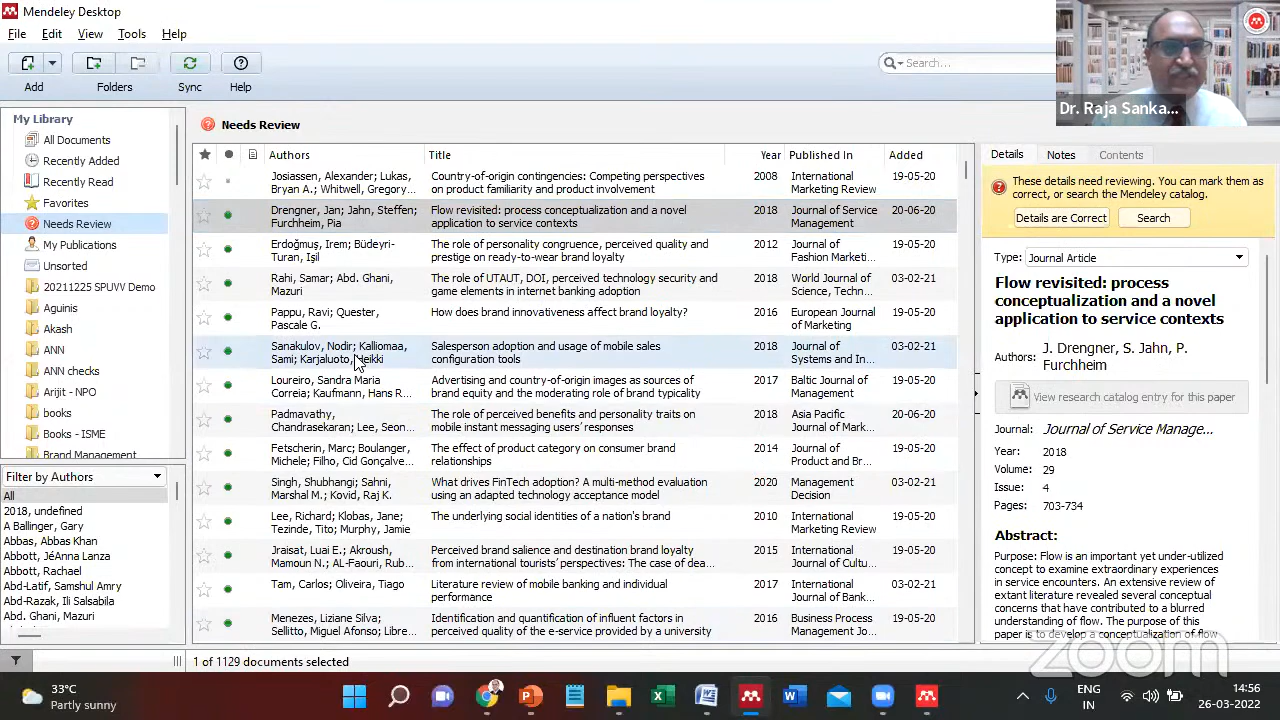 Mendeley Desktop
File Edit View Tools Help
Add Folders Sync Help
Search...
Dr. Raja Sanka...
My Library
All Documents
Recently Added
Recently Read
Favorites
Needs Review
My Publications
Unsorted
20211225 SPUVV Demo
Aguinis
Akash
ANN
ANN checks
Arijit - NPO
books
Books - ISME
Brand Management
Filter by Authors
All
2018, undefined
A Ballinger, Gary
Abbas, Abbas Khan
Abbott, JéAnna Lanza
Abbott, Rachael
Abd-Latif, Samshul Amry
Abd-Razak, Ili Salsabila
Abd. Ghani, Mazuri
Needs Review
Authors Title Year Published In Added
Josiassen, Alexander; Lukas, Country-of-origin contingencies: Competing perspectives 2008 International 19-05-20
Bryan A.; Whitwell, Gregory... on product familiarity and product involvement Marketing Review
Drengner, Jan; Jahn, Steffen; Flow revisited: process conceptualization and a novel 2018 Journal of Service 20-06-20
Furchheim, Pia application to service contexts Management
Erdoğmuş, Irem; Büdeyri- The role of personality congruence, perceived quality and 2012 Journal of 19-05-20
Turan, Işil prestige on ready-to-wear brand loyalty Fashion Marketi...
Rahi, Samar; Abd. Ghani, The role of UTAUT, DOI, perceived technology security and 2018 World Journal of 03-02-21
Mazuri game elements in internet banking adoption Science, Techn...
Pappu, Ravi; Quester, How does brand innovativeness affect brand loyalty? 2016 European Journal 19-05-20
Pascale G. of Marketing
Sanakulov, Nodir; Kalliomaa, Salesperson adoption and usage of mobile sales 2018 Journal of 03-02-21
Sami; Karjaluoto, Heikki configuration tools Systems and In...
Loureiro, Sandra Maria Advertising and country-of-origin images as sources of 2017 Baltic Journal of 19-05-20
Correia; Kaufmann, Hans R... brand equity and the moderating role of brand typicality Management
Padmavathy, The role of perceived benefits and personality traits on 2018 Asia Pacific 20-06-20
Chandrasekaran; Lee, Seon... mobile instant messaging users' responses Journal of Mark...
Fetscherin, Marc; Boulanger, The effect of product category on consumer brand 2014 Journal of 19-05-20
Michele; Filho, Cid Gonçalve... relationships Product and Br...
Singh, Shubhangi; Sahni, What drives FinTech adoption? A multi-method evaluation 2020 Management 03-02-21
Marshal M.; Kovid, Raj K. using an adapted technology acceptance model Decision
Lee, Richard; Klobas, Jane; The underlying social identities of a nation's brand 2010 International 19-05-20
Tezinde, Tito; Murphy, Jamie Marketing Review
Jraisat, Luai E.; Akroush, Perceived brand salience and destination brand loyalty 2015 International 19-05-20
Mamoun N.; AL-Faouri, Rub... from international tourists' perspectives: The case of dea... Journal of Cultu...
Tam, Carlos; Oliveira, Tiago Literature review of mobile banking and individual 2017 International 03-02-21
performance Journal of Bank...
Menezes, Liziane Silva; Identification and quantification of influent factors in 2016 Business Process 19-05-20
Sellitto, Miguel Afonso; Libre... perceived quality of the e-service provided by a university Management Jo...
Details Notes Contents
These details need reviewing. You can mark them as
correct, or search the Mendeley catalog.
Details are Correct Search
Type: Journal Article
Flow revisited: process
conceptualization and a novel
application to service contexts
Authors: J. Drengner, S. Jahn, P.
Furchheim
View research catalog entry for this paper
Journal: Journal of Service Manage...
Year: 2018
Volume: 29
Issue: 4
Pages: 703-734
Abstract:
Purpose: Flow is an important yet under-utilized
concept to examine extraordinary experiences
in service encounters. An extensive review of
extant literature revealed several conceptual
concerns that have contributed to a blurred
understanding of flow. The purpose of this
paper is to develop a conceptualization of flow
zoom
1 of 1129 documents selected
33°C
Partly sunny
ENG
IN
14:56
26-03-2022